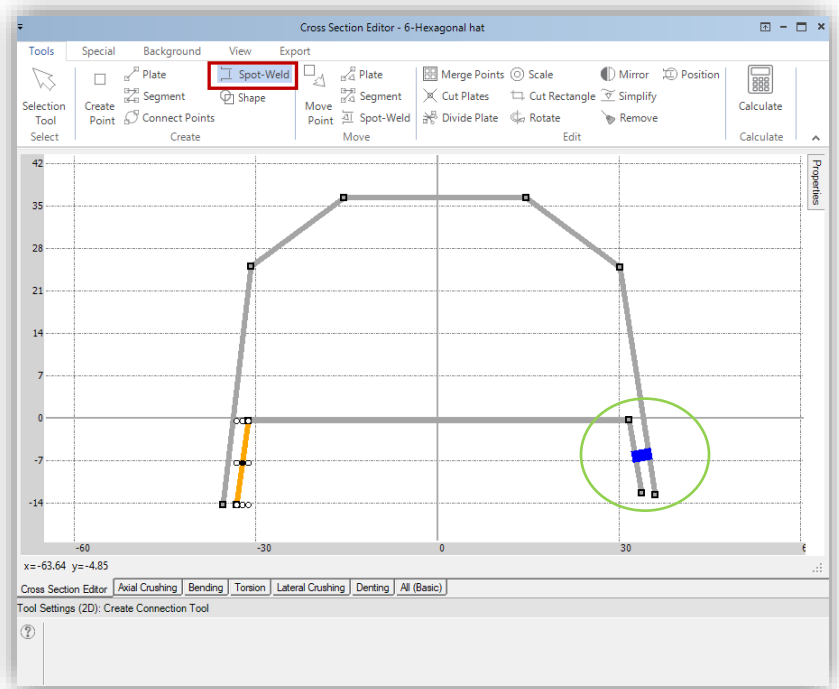 Cross Section Editor - 6-Hexagonal hat
Tools Special Background View Export
Selection Tool
Select
Create Point
Plate
Segment
Connect Points
Spot-Weld
Shape
Create
Move Point
Plate
Segment
Spot-Weld
Move
Merge Points
Cut Plates
Divide Plate
Scale
Cut Rectangle
Rotate
Mirror
Simplify
Remove
Position
Edit
Calculate
Calculate
Properties
42
35
28
21
14
7
0
-7
-14
-60 -30 0 30 6
x=-63.64 y=-4.85
Cross Section Editor Axial Crushing Bending Torsion Lateral Crushing Denting All (Basic)
Tool Settings (2D): Create Connection Tool
?